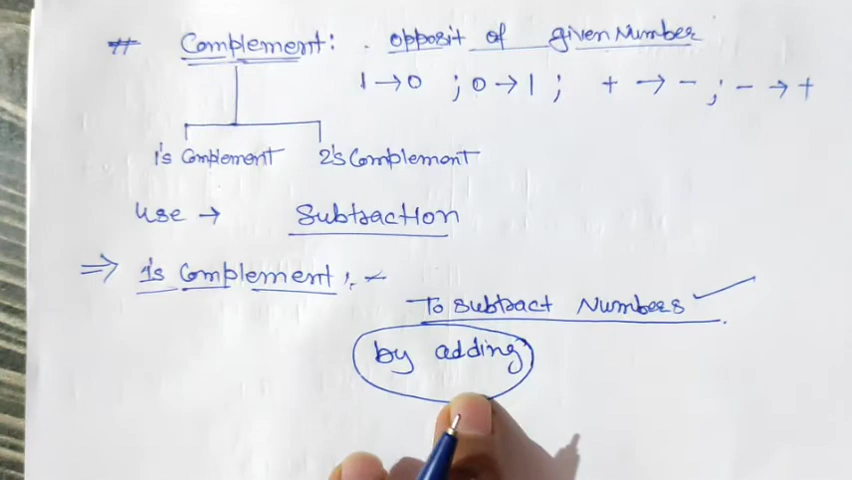 # Complement: . opposit of given Number
1 → 0 ; 0 → 1 ; + → - ; - → +
1's Complement 2's Complement
Use → Subtraction
⇒ 1's Complement :-
To subtract Numbers ✓
by adding